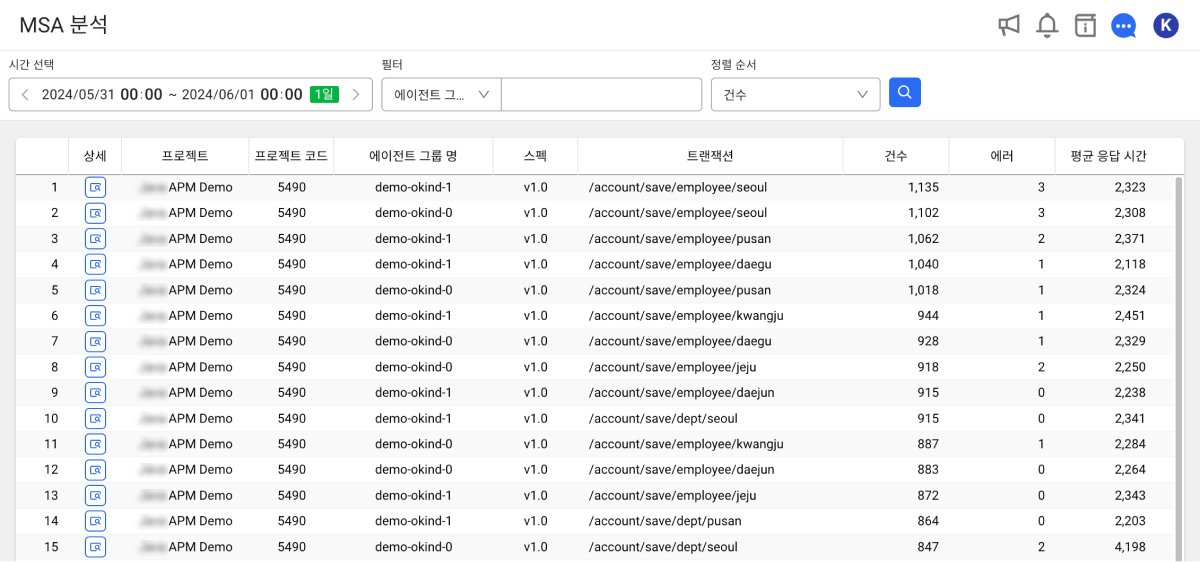 MSA 분석
K
시간 선택 필터 정렬 순서
2024/05/31 00:00 ~ 2024/06/01 00:00 1일 에이전트 그... 건수
상세 프로젝트 프로젝트 코드 에이전트 그룹 명 스펙 트랜잭션 건수 에러 평균 응답 시간
1 APM Demo 5490 demo-okind-1 v1.0 /account/save/employee/seoul 1,135 3 2,323
2 APM Demo 5490 demo-okind-0 v1.0 /account/save/employee/seoul 1,102 3 2,308
3 APM Demo 5490 demo-okind-1 v1.0 /account/save/employee/pusan 1,062 2 2,371
4 APM Demo 5490 demo-okind-1 v1.0 /account/save/employee/daegu 1,040 1 2,118
5 APM Demo 5490 demo-okind-0 v1.0 /account/save/employee/pusan 1,018 1 2,324
6 APM Demo 5490 demo-okind-1 v1.0 /account/save/employee/kwangju 944 1 2,451
7 APM Demo 5490 demo-okind-0 v1.0 /account/save/employee/daegu 928 1 2,329
8 APM Demo 5490 demo-okind-0 v1.0 /account/save/employee/jeju 918 2 2,250
9 APM Demo 5490 demo-okind-1 v1.0 /account/save/employee/daejun 915 0 2,238
10 APM Demo 5490 demo-okind-1 v1.0 /account/save/dept/seoul 915 0 2,341
11 APM Demo 5490 demo-okind-0 v1.0 /account/save/employee/kwangju 887 1 2,284
12 APM Demo 5490 demo-okind-0 v1.0 /account/save/employee/daejun 883 0 2,264
13 APM Demo 5490 demo-okind-1 v1.0 /account/save/employee/jeju 872 0 2,343
14 APM Demo 5490 demo-okind-1 v1.0 /account/save/dept/pusan 864 0 2,203
15 APM Demo 5490 demo-okind-0 v1.0 /account/save/dept/seoul 847 2 4,198